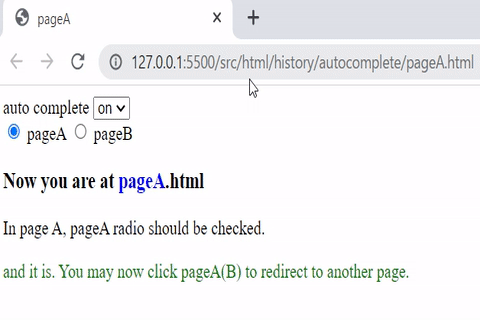 pageA
127.0.0.1:5500/src/html/history/autocomplete/pageA.html
auto complete on
pageA pageB
Now you are at pageA.html
In page A, pageA radio should be checked.
and it is. You may now click pageA(B) to redirect to another page.